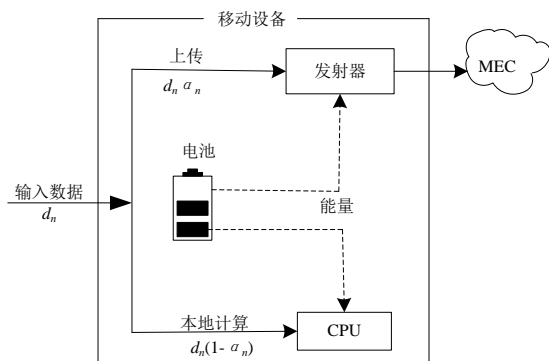 移动设备
上传
d_n α_n
发射器
MEC
电池
输入数据
d_n
能量
本地计算
d_n(1- α_n)
CPU